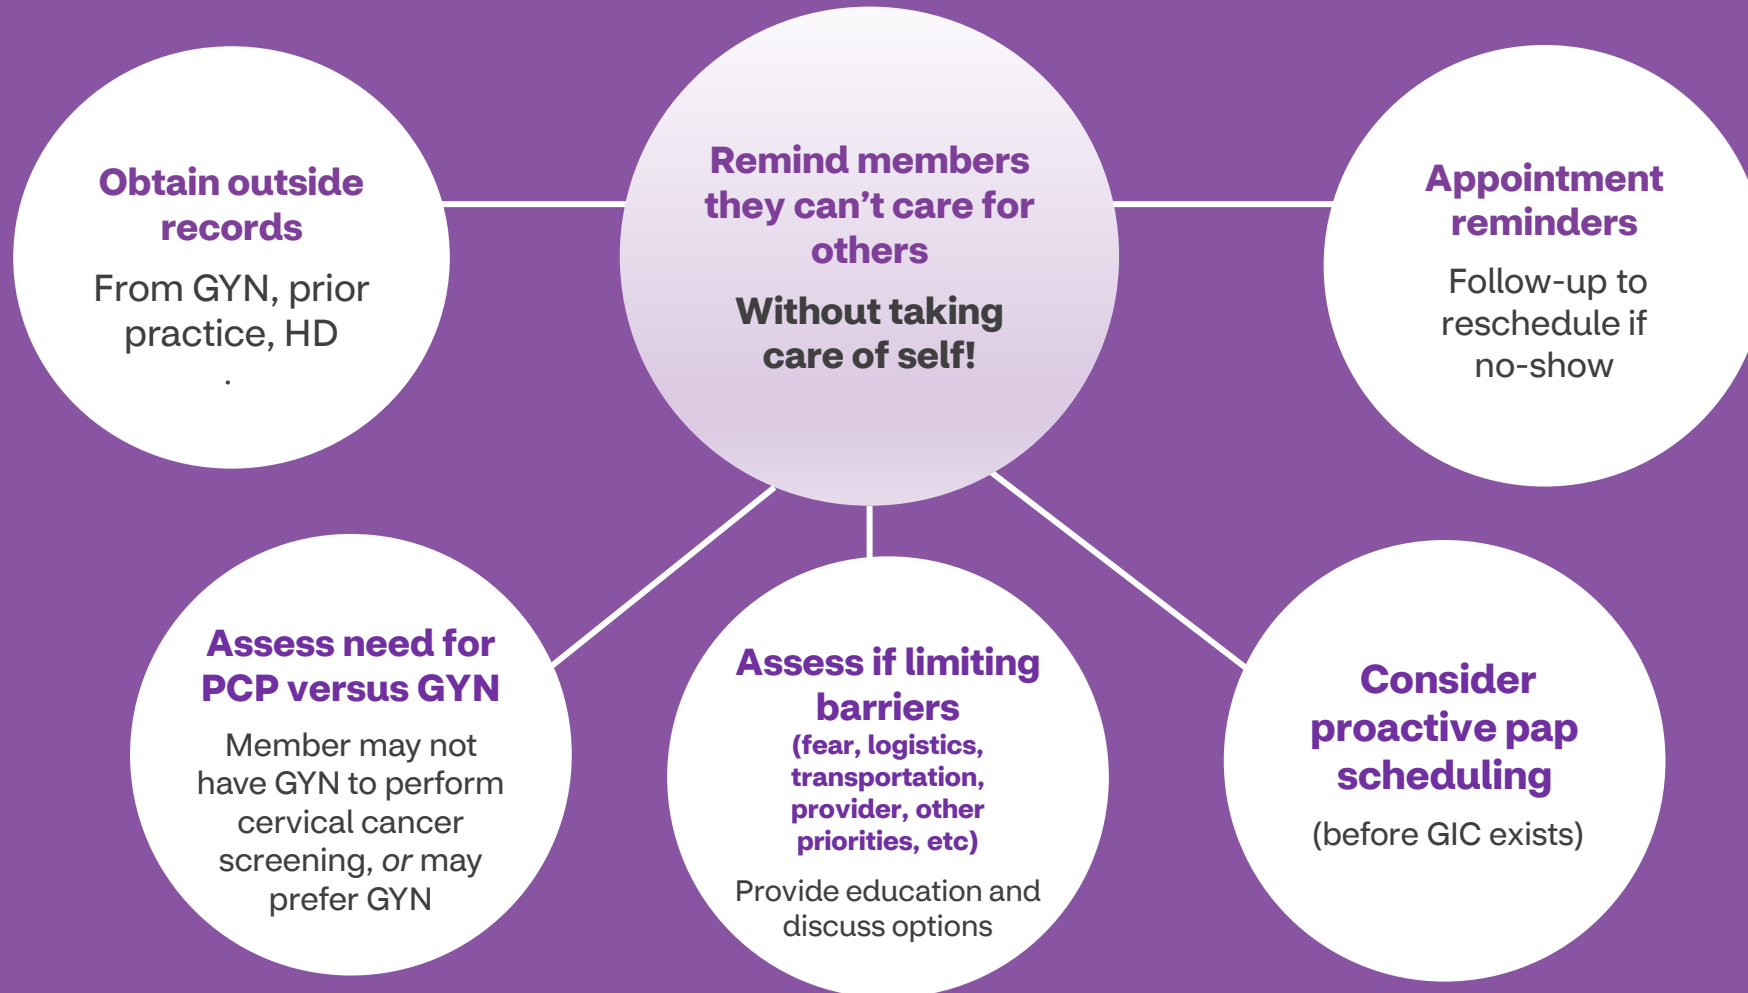 Obtain outside
records
From GYN, prior
practice, HD
.
Remind members
they can’t care for
others
Without taking
care of self!
Appointment
reminders
Follow-up to
reschedule if
no-show
Assess need for
PCP versus GYN
Member may not
have GYN to perform
cervical cancer
screening, or may
prefer GYN
Assess if limiting
barriers
(fear, logistics,
transportation,
provider, other
priorities, etc)
Provide education and
discuss options
Consider
proactive pap
scheduling
(before GIC exists)